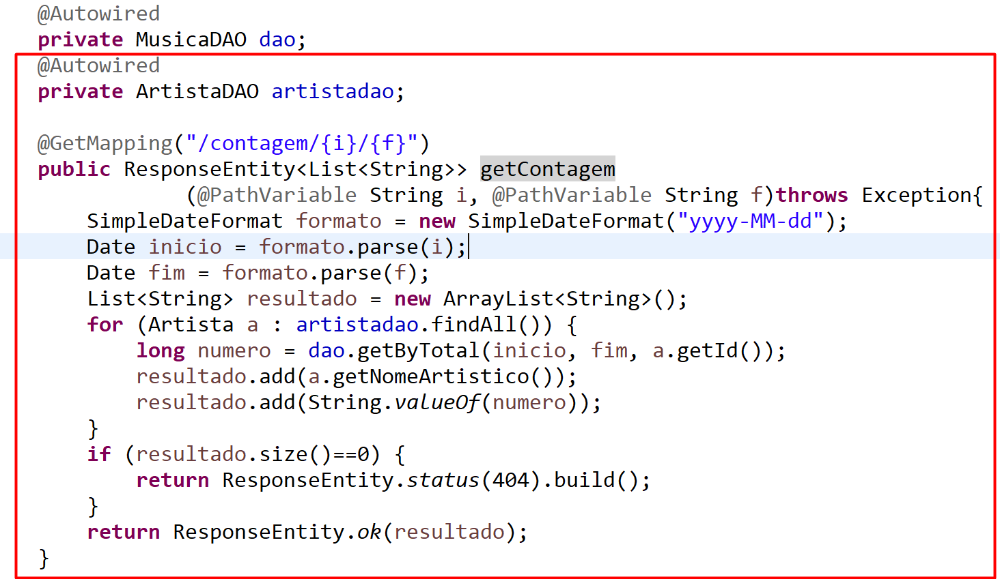 @Autowired
private MusicaDAO dao;
@Autowired
private ArtistaDAO artistadao;
@GetMapping("/contagem/{i}/{f}")
public ResponseEntity<List<String>> getContagem
(@PathVariable String i, @PathVariable String f)throws Exception{
SimpleDateFormat formato = new SimpleDateFormat("yyyy-MM-dd");
Date inicio = formato.parse(i);
Date fim = formato.parse(f);
List<String> resultado = new ArrayList<String>();
for (Artista a : artistadao.findAll()) {
long numero = dao.getByTotal(inicio, fim, a.getId());
resultado.add(a.getNomeArtistico());
resultado.add(String.valueOf(numero));
}
if (resultado.size()==0) {
return ResponseEntity.status(404).build();
}
return ResponseEntity.ok(resultado);
}